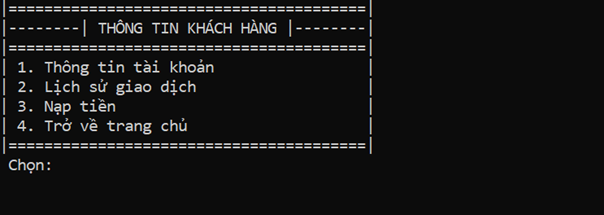 |========================================|
|--------| THÔNG TIN KHÁCH HÀNG |--------|
|========================================|
| 1. Thông tin tài khoản                 |
| 2. Lịch sử giao dịch                   |
| 3. Nạp tiền                            |
| 4. Trở về trang chủ                    |
|========================================|
Chọn: